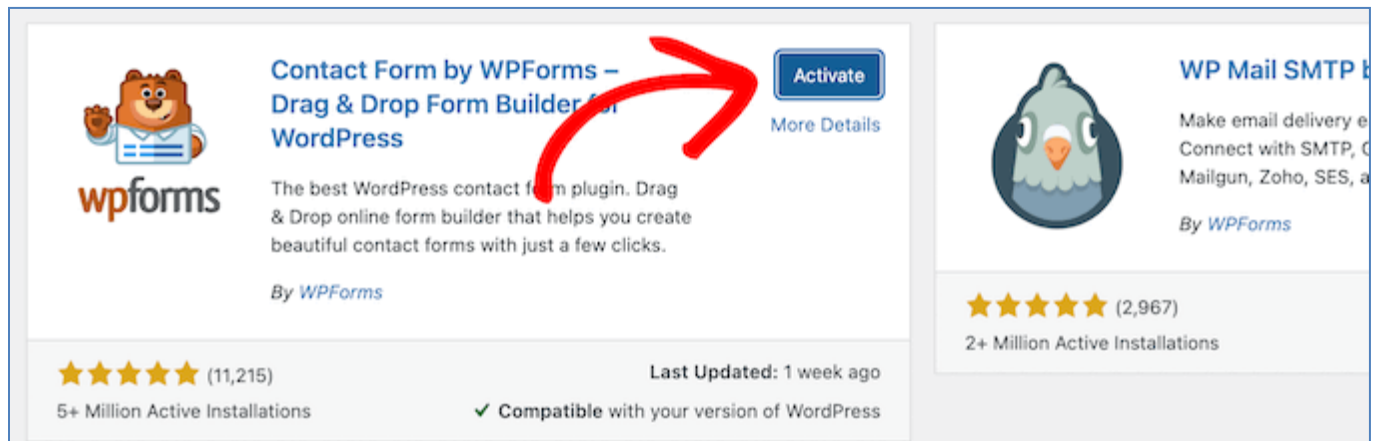 Contact Form by WPForms –
Drag & Drop Form Builder for
WordPress
Activate
More Details
The best WordPress contact form plugin. Drag
& Drop online form builder that helps you create
beautiful contact forms with just a few clicks.
By WPForms
wpforms
(11,215)
5+ Million Active Installations
Last Updated: 1 week ago
✓ Compatible with your version of WordPress
WP Mail SMTP
Make email delivery e
Connect with SMTP,
Mailgun, Zoho, SES, a
By WPForms
(2,967)
2+ Million Active Installations